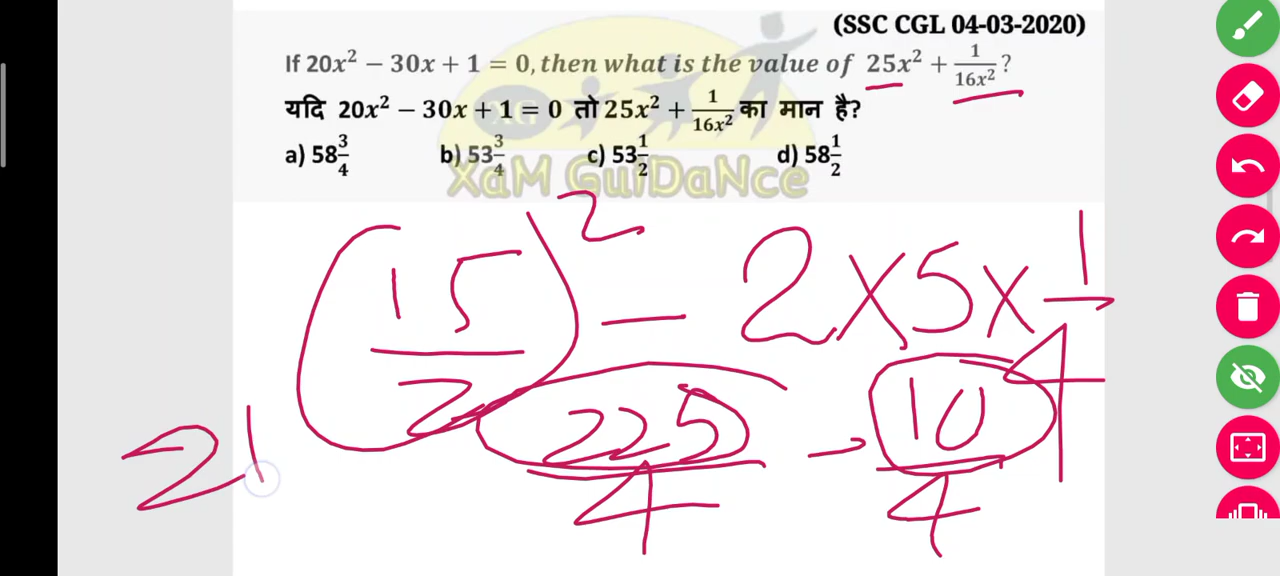 (SSC CGL 04-03-2020)
If 20x² − 30x + 1 = 0, then what is the value of 25x² + 1/16x² ?
यदि 20x² − 30x + 1 = 0 तो 25x² + 1/16x² का मान है?
a) 58 3/4 b) 53 3/4 c) 53 1/2 d) 58 1/2
XG
XaM GuiDaNce
(15/2)² − 2×5×1/4
21 225/4 − 10/4